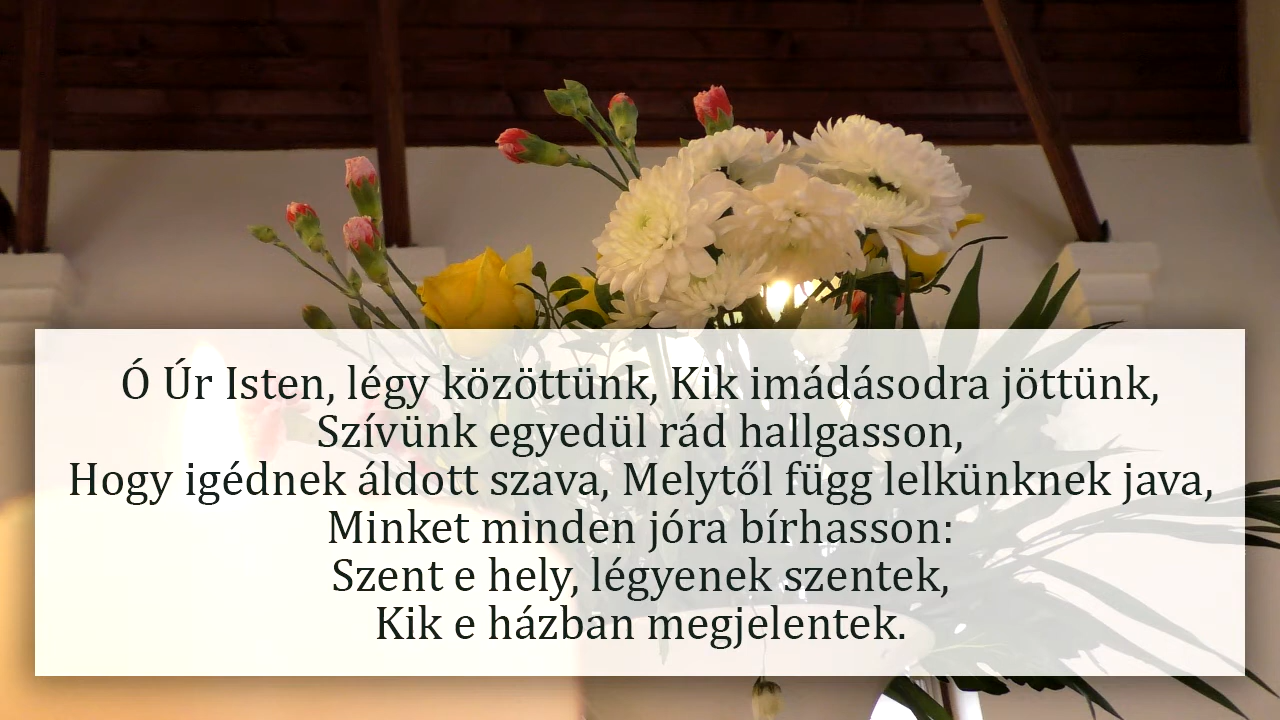 Ó Úr Isten, légy közöttünk, Kik imádásodra jöttünk,
Szívünk egyedül rád hallgasson,
Hogy igédnek áldott szava, Melytől függ lelkünknek java,
Minket minden jóra bírhasson:
Szent e hely, légyenek szentek,
Kik e házban megjelentek.